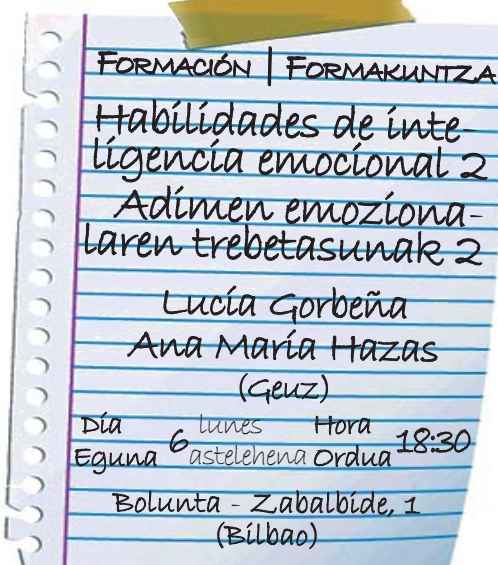 FORMACIÓN | FORMAKUNTZA
Habilidades de inte-
ligencia emocional 2
Adimen emoziona-
laren trebetasunak 2
Lucía Gorbeña
Ana María Hazas
(Geuz)
Día 6 lunes Hora 18:30
Eguna astelehena Ordua
Bolunta - Zabalbide, 1
(Bilbao)